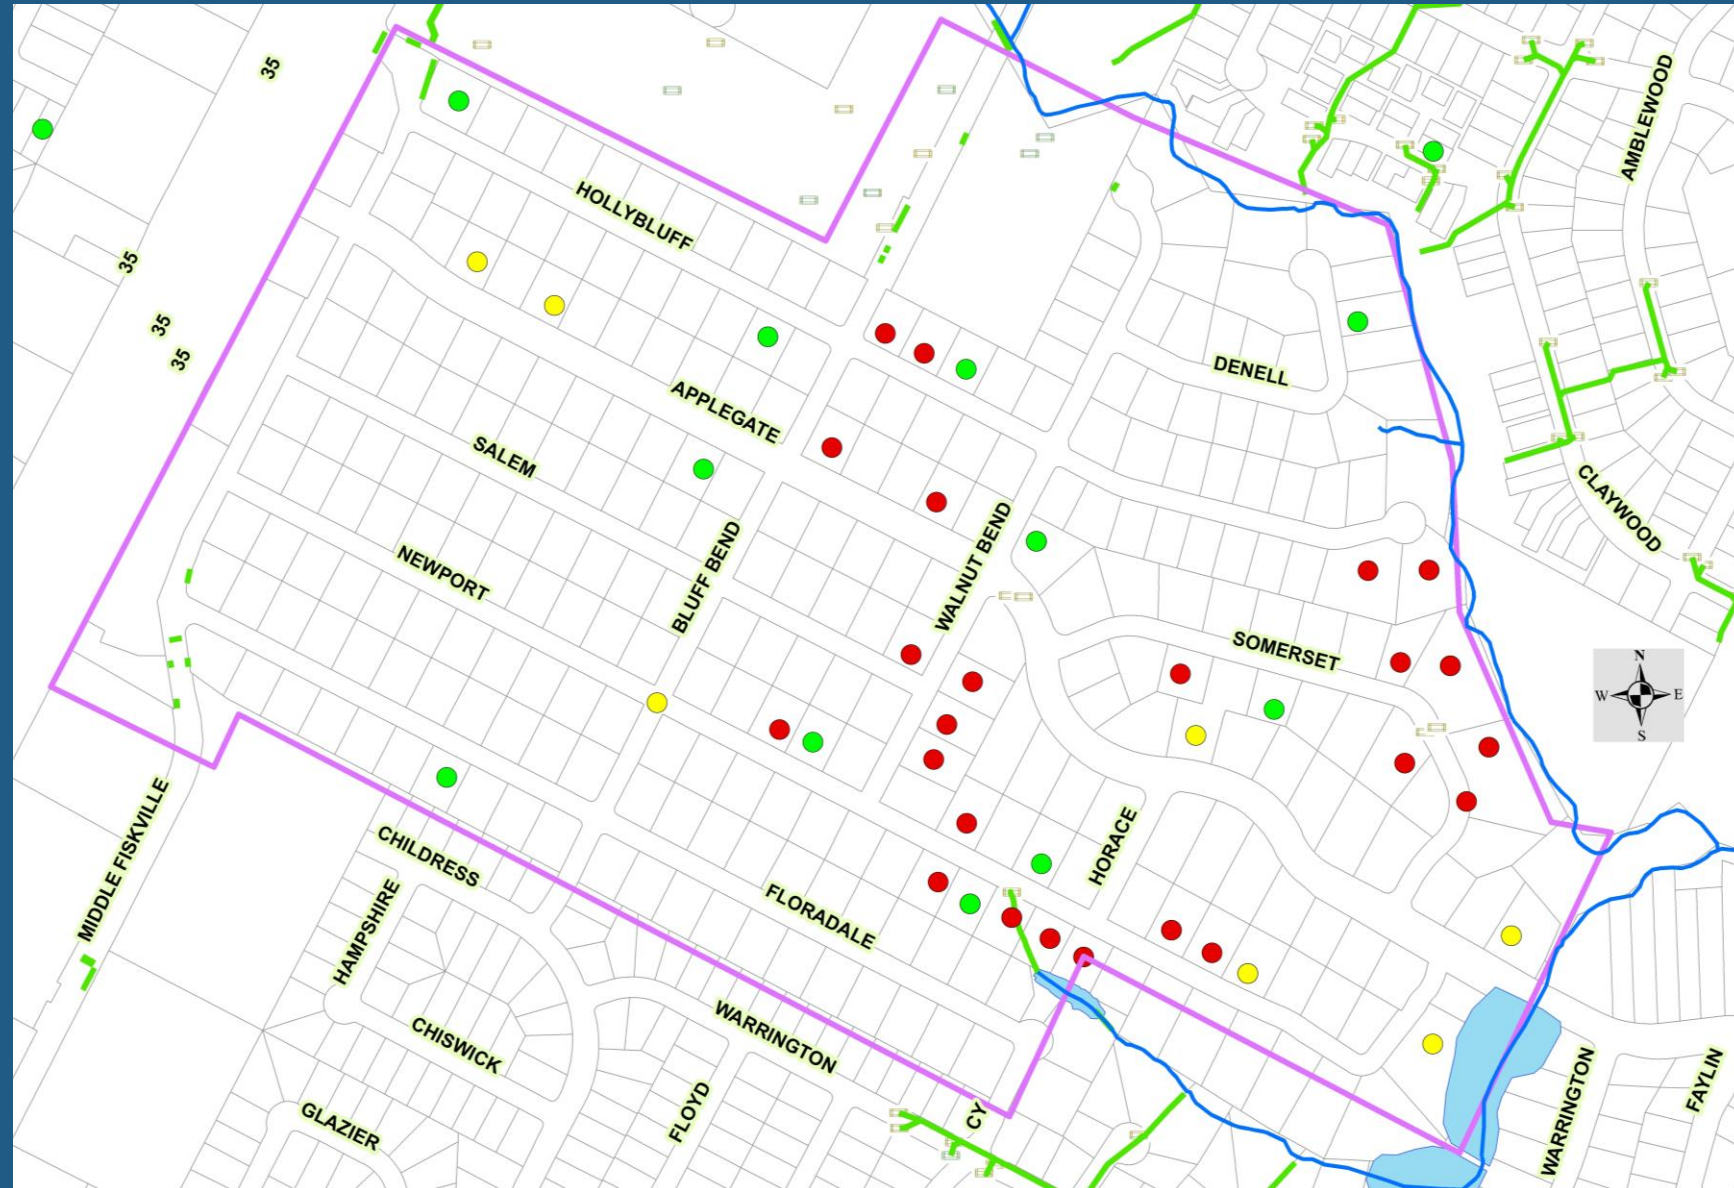 35
AMBLEWOOD
HOLLYBLUFF
35
35
35
DENELL
APPLEGATE
SALEM
CLAYWOOD
NEWPORT
BLUFF BEND
WALNUT BEND
SOMERSET
N
W
E
S
MIDDLE FISKVILLE
CHILDRESS
HORACE
HAMPSHIRE
FLORADALE
CHISWICK
WARRINGTON
FLOYD
CY
GLAZIER
WARRINGTON
FAYLIN